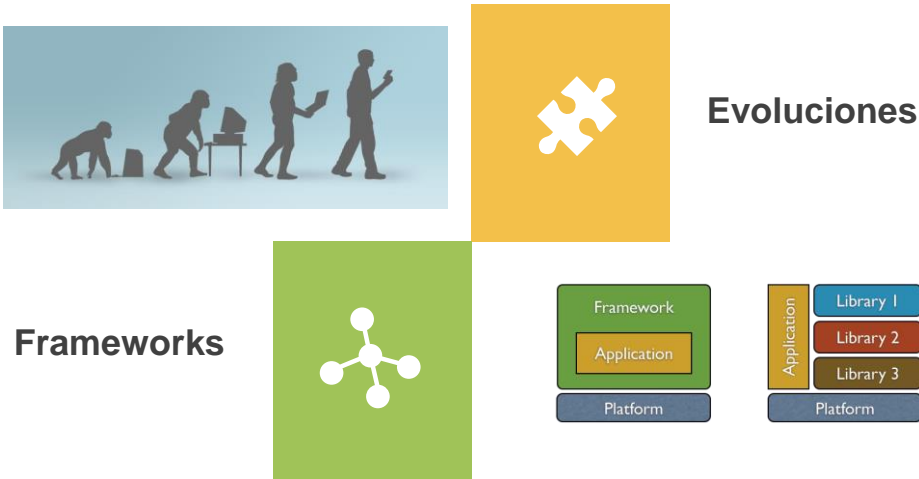 Evoluciones
Frameworks
Framework
Application
Platform
Application
Library 1
Library 2
Library 3
Platform